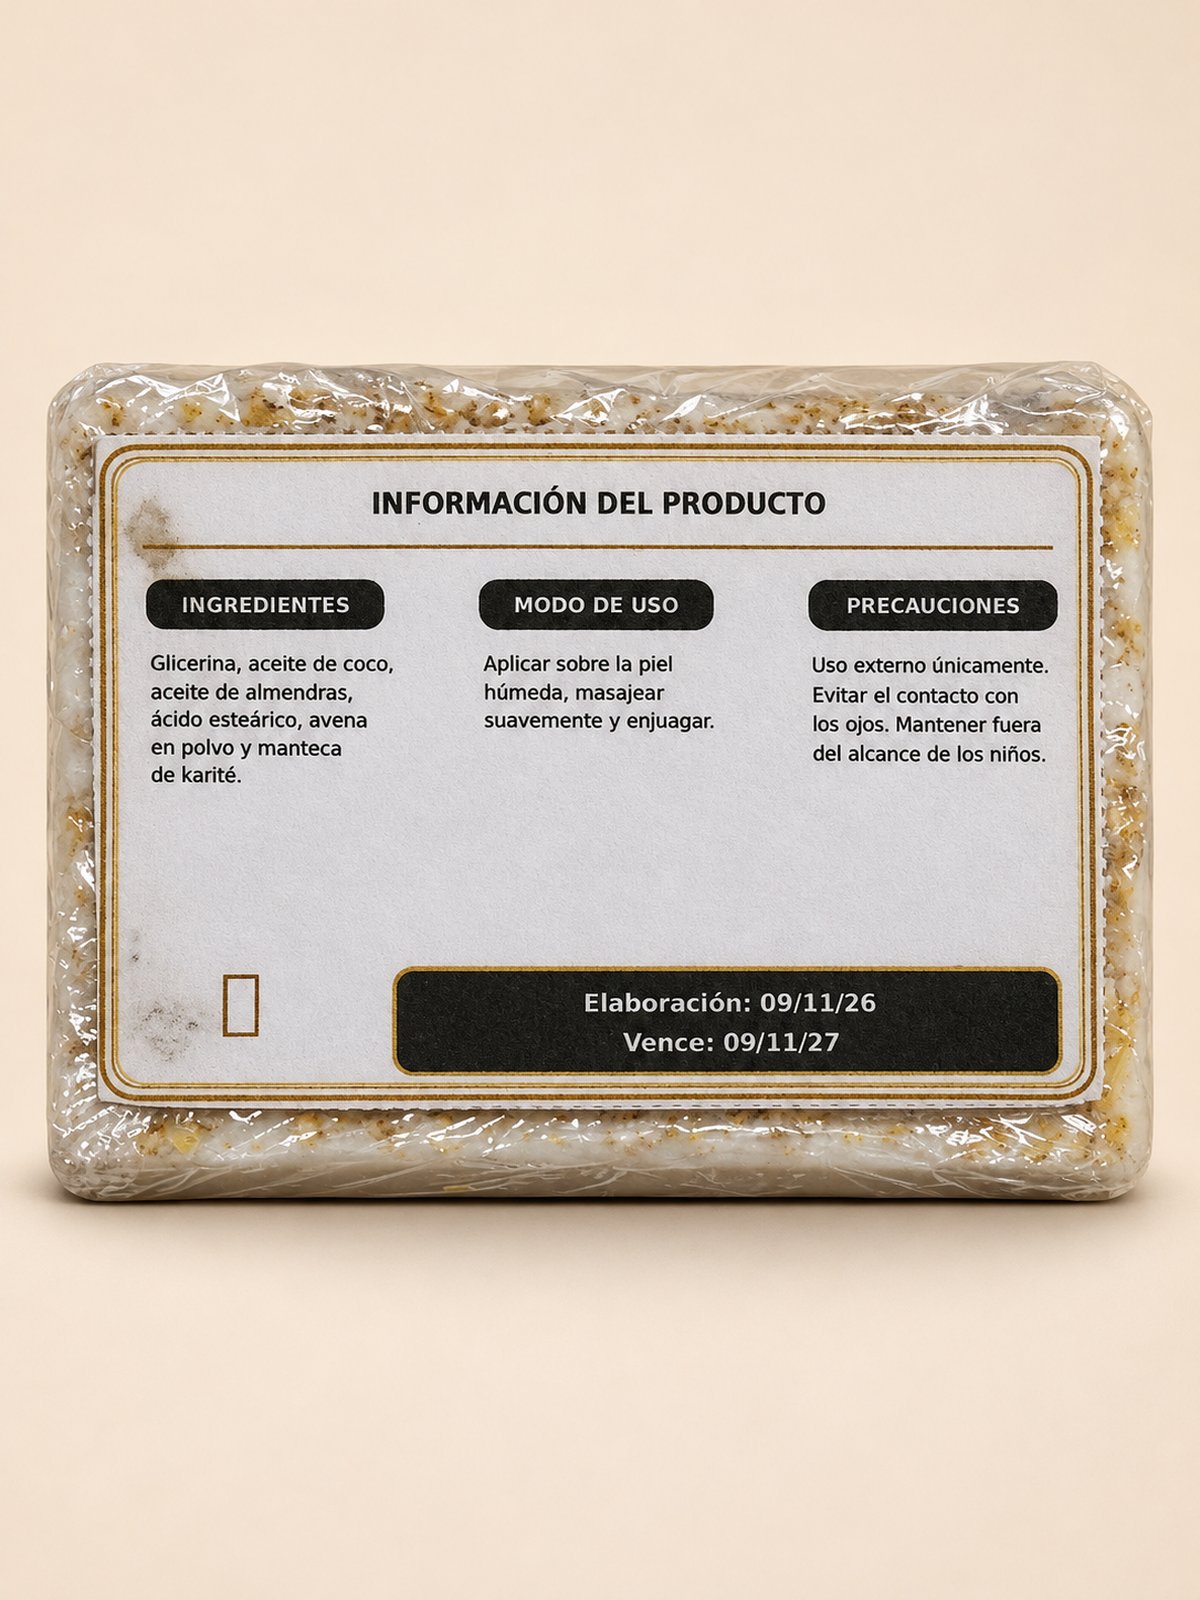 INFORMACIÓN DEL PRODUCTO
INGREDIENTES
Glicerina, aceite de coco,
aceite de almendras,
ácido esteárico, avena
en polvo y manteca
de karité.
MODO DE USO
Aplicar sobre la piel
húmeda, masajear
suavemente y enjuagar.
PRECAUCIONES
Uso externo únicamente.
Evitar el contacto con
los ojos. Mantener fuera
del alcance de los niños.
Elaboración: 09/11/26
Vence: 09/11/27